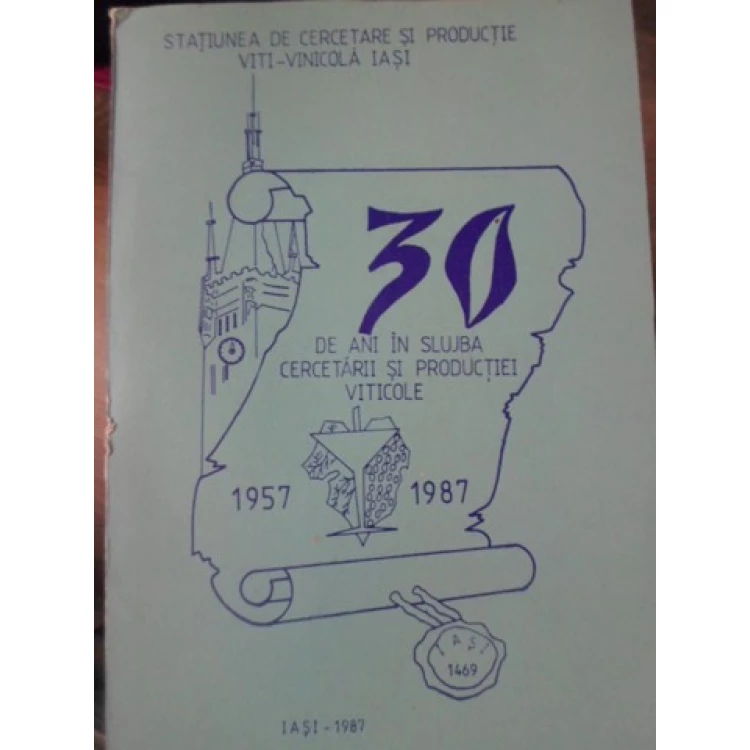 STAȚIUNEA DE CERCETARE ȘI PRODUCȚIE
VITI-VINICOLĂ IAȘI
30
DE ANI ÎN SLUJBA
CERCETĂRII ȘI PRODUCȚIEI
VITICOLE
1957 1987
IAȘI
1469
IAȘI-1987